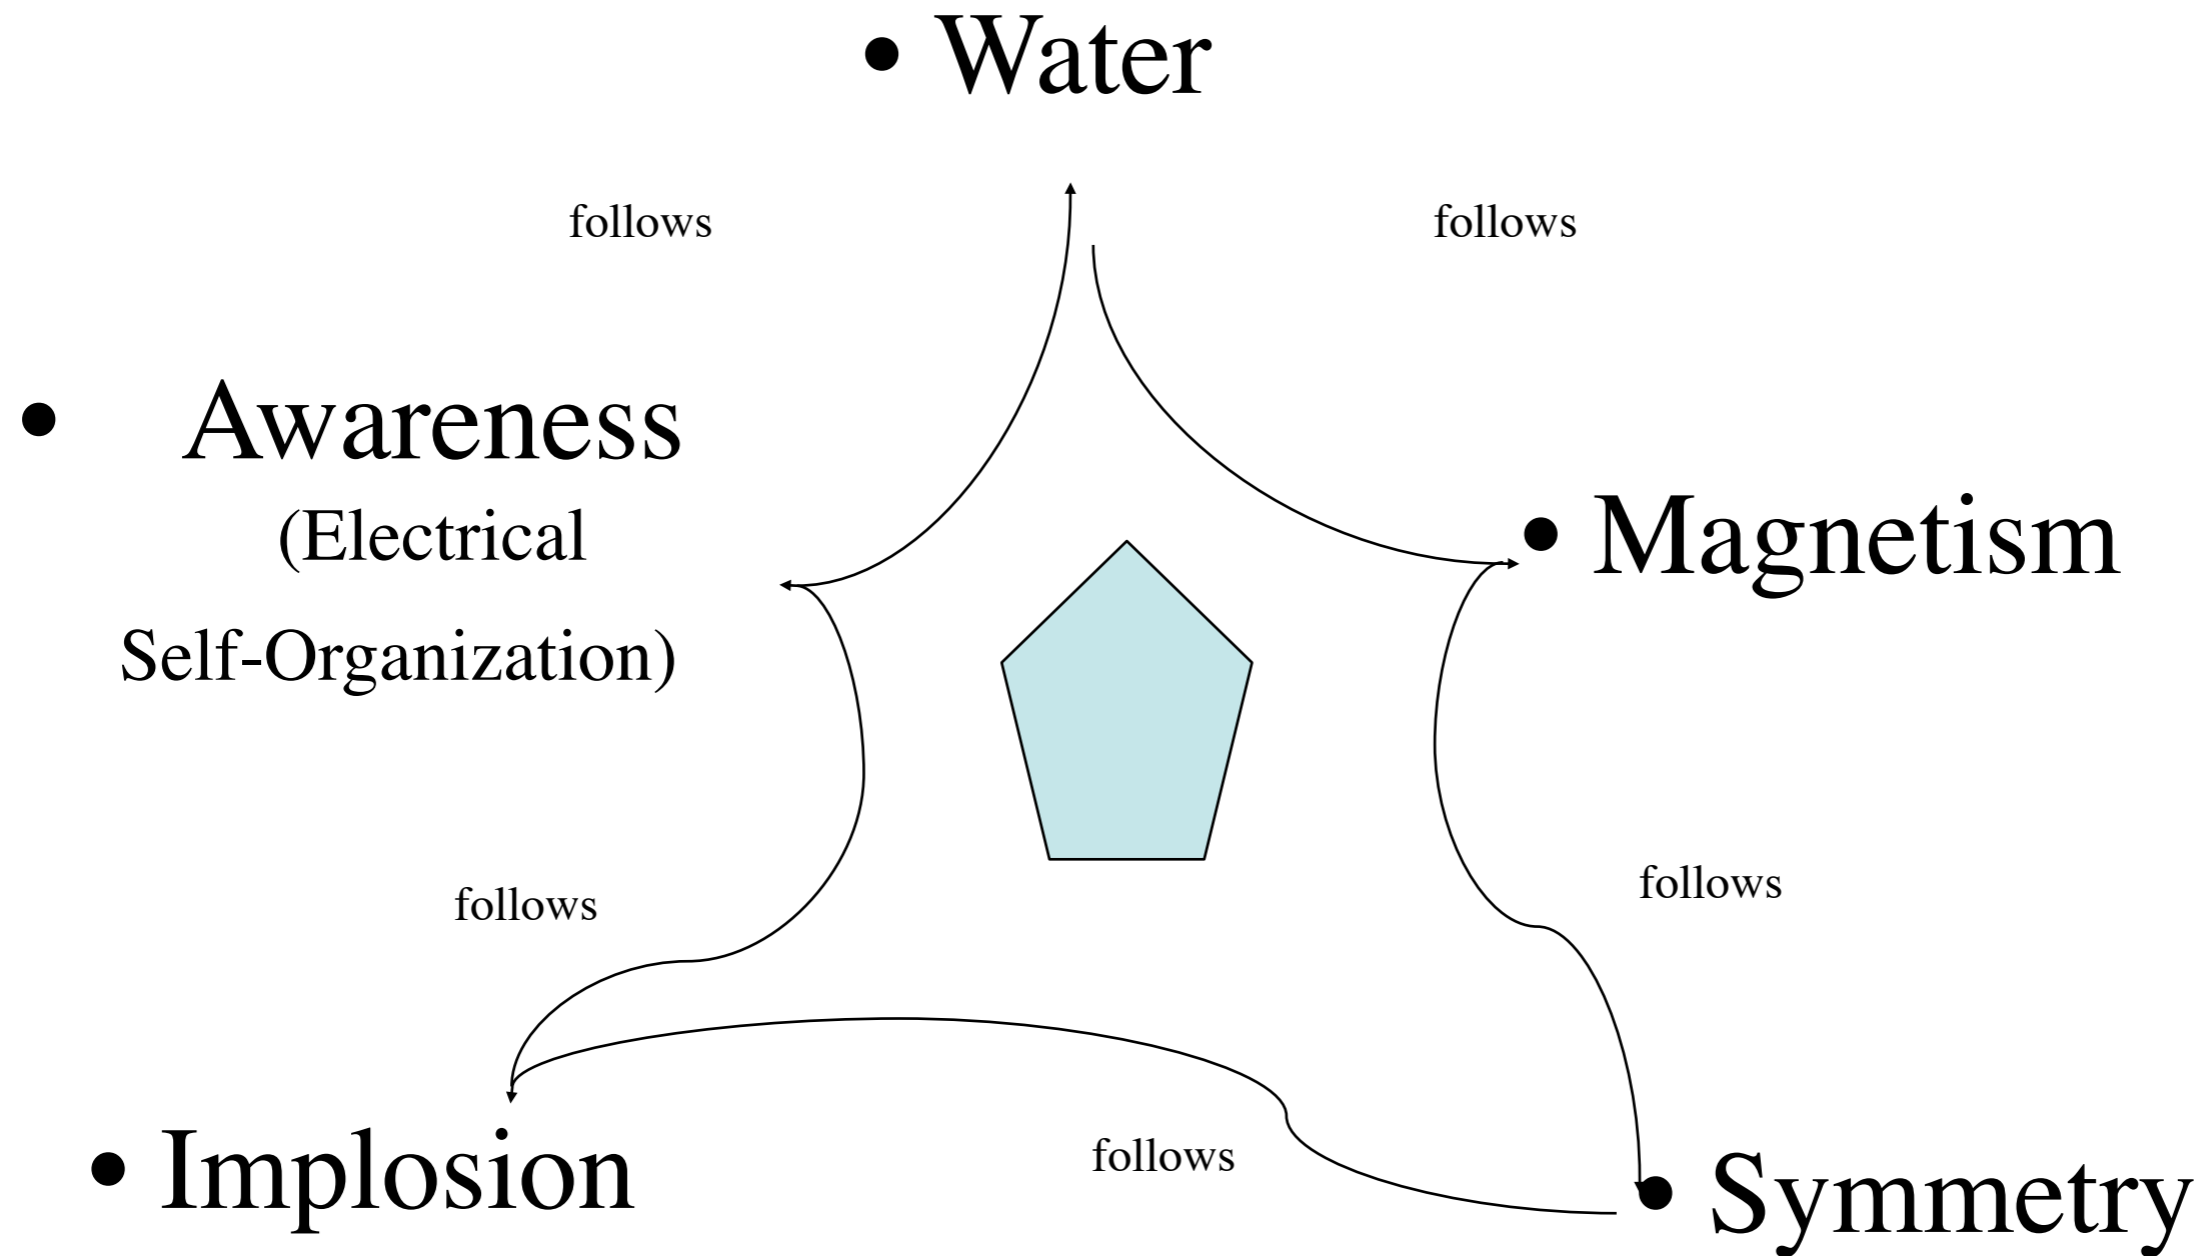 • Water
follows
follows
• Awareness
(Electrical
Self-Organization)
• Magnetism
follows
follows
follows
• Implosion
• Symmetry